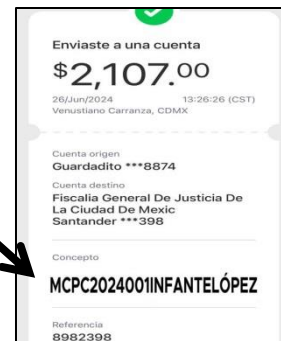 Enviaste a una cuenta
$2,107.00
26/Jun/2024 13:26:26 (CST)
Venustiano Carranza, CDMX
Cuenta origen
Guardadito ***8874
Cuenta destino
Fiscalia General De Justicia De
La Ciudad De Mexic
Santander ***398
Concepto
MCPC2024001INFANTELÓPEZ
Referencia
8982398